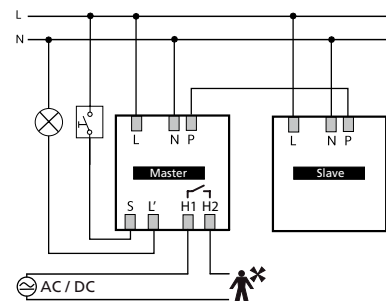 L
N
L N P
L N P
Master
Slave
S L' H1 H2
AC / DC